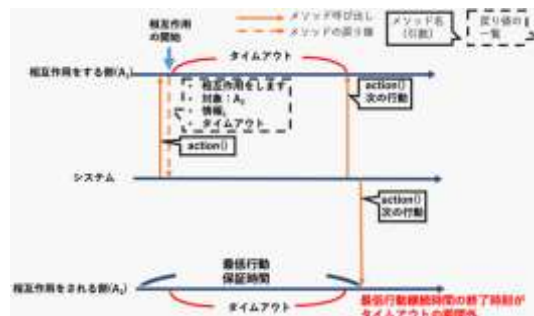 相互作用
の開始
メソッド呼び出し
メソッドの戻り値
メソッド名
(引数)
戻り値の
一覧
タイムアウト
相互作用をする側(A₁)
・ 相互作用をします
・ 対象：A₂
・ 情報
・ タイムアウト
action()
action()
次の行動
システム
action()
次の行動
最低行動
保証時間
相互作用をされる側(A₂)
タイムアウト
最低行動継続時間の終了時刻が
タイムアウトの範囲外